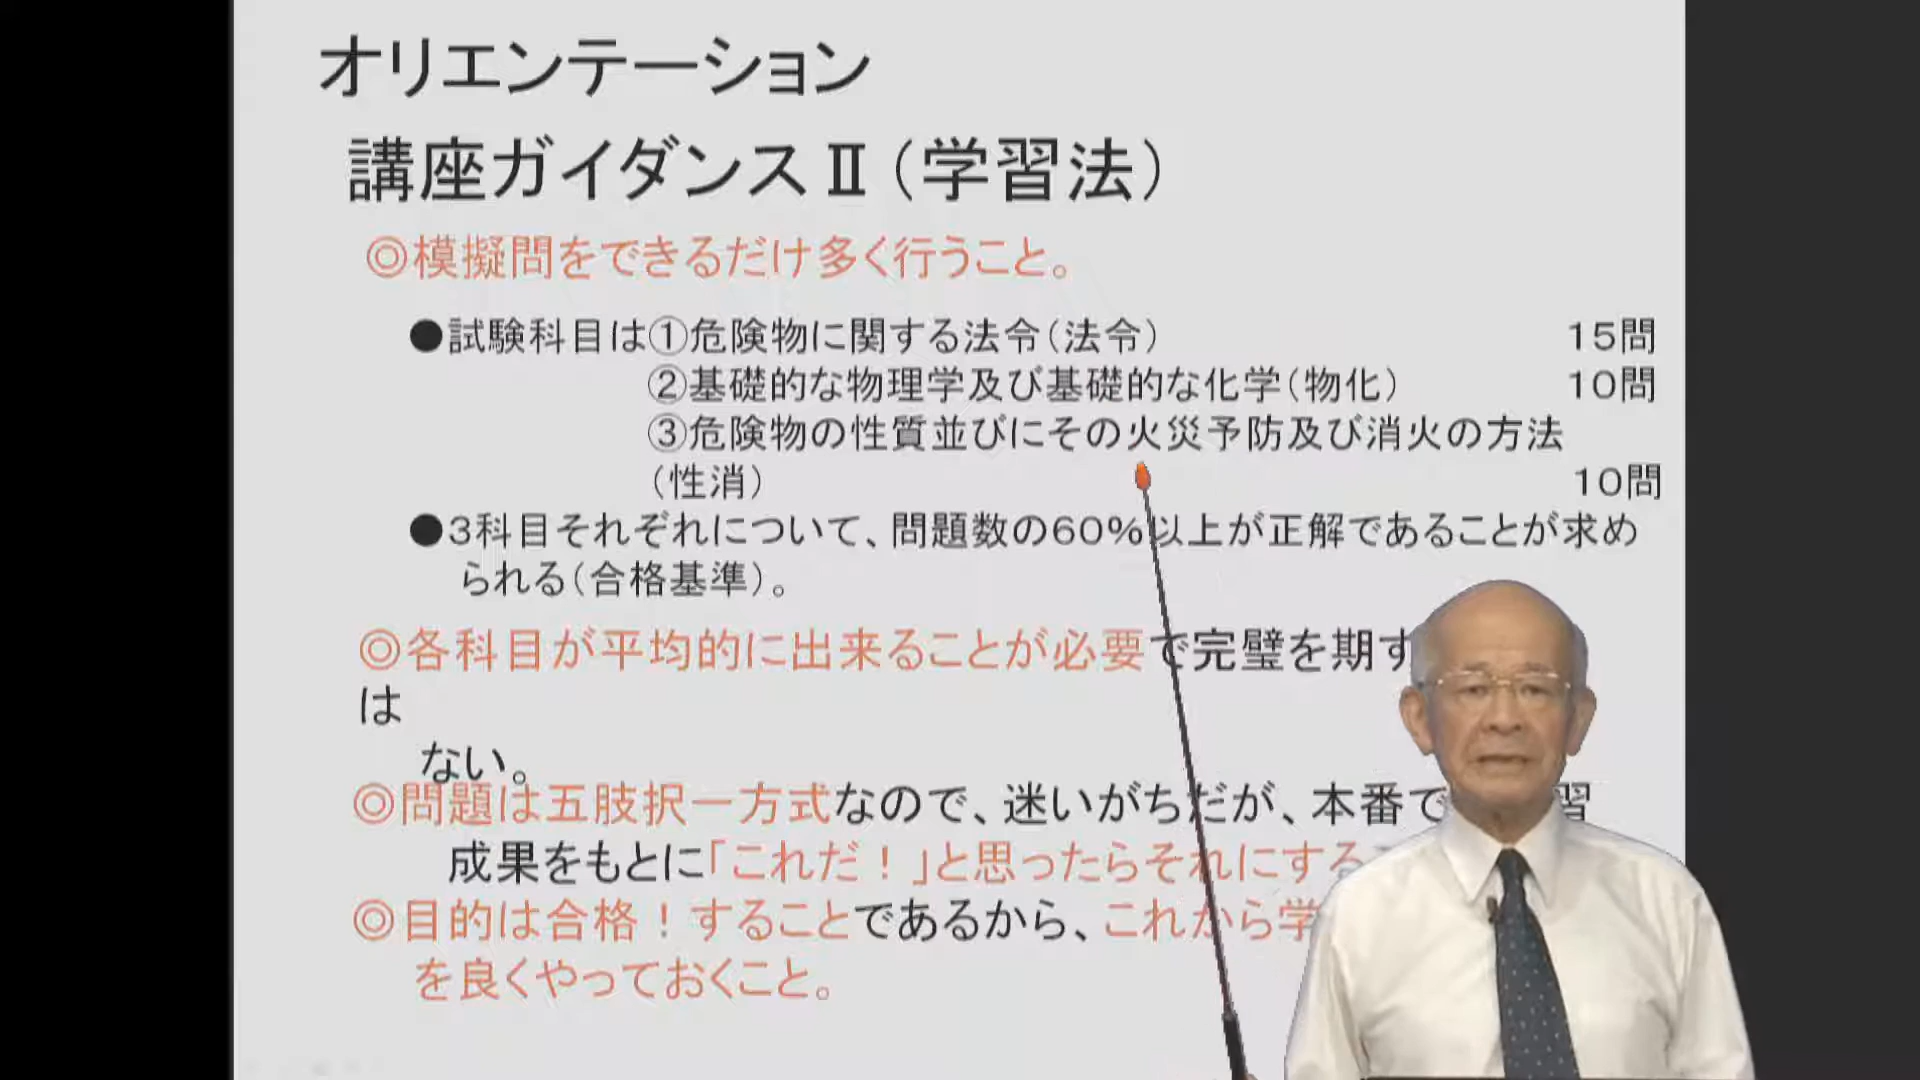 オリエンテーション
講座ガイダンスⅡ（学習法）
◎模擬問をできるだけ多く行うこと。
●試験科目は①危険物に関する法令（法令） 15問
②基礎的な物理学及び基礎的な化学（物化） 10問
③危険物の性質並びにその火災予防及び消火の方法
（性消） 10問
●3科目それぞれについて、問題数の60%以上が正解であることが求め
られる（合格基準）。
◎各科目が平均的に出来ることが必要で完璧を期す
は
ない。
◎問題は五肢択一方式なので、迷いがちだが、本番で 習
成果をもとに「これだ！」と思ったらそれにする
◎目的は合格！することであるから、これから学
を良くやっておくこと。